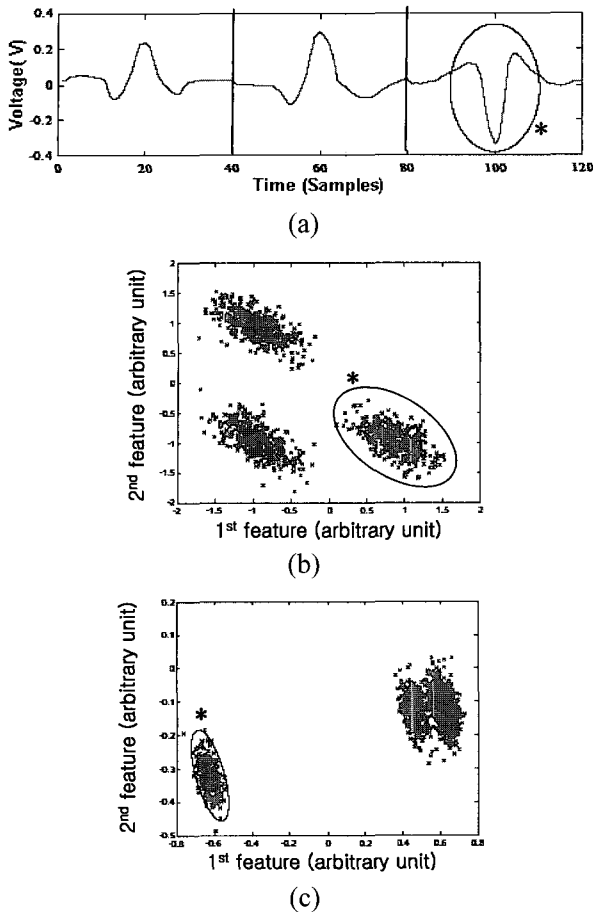 0.4
0.2
0
-0.2
-0.4
Voltage( V)
0 20 40 60 80 100 120
*
Time (Samples)
(a)
2
1.5
1
0.5
0
-0.5
-1
-1.5
-2
2nd feature (arbitrary unit)
*
-2 -1.5 -1 -0.5 0 0.5 1 1.5 2
1st feature (arbitrary unit)
(b)
0.2
0.1
0
-0.1
-0.2
-0.3
-0.4
-0.5
2nd feature (arbitrary unit)
*
-0.8 -0.6 -0.4 -0.2 0 0.2 0.4 0.6 0.8
1st feature (arbitrary unit)
(c)